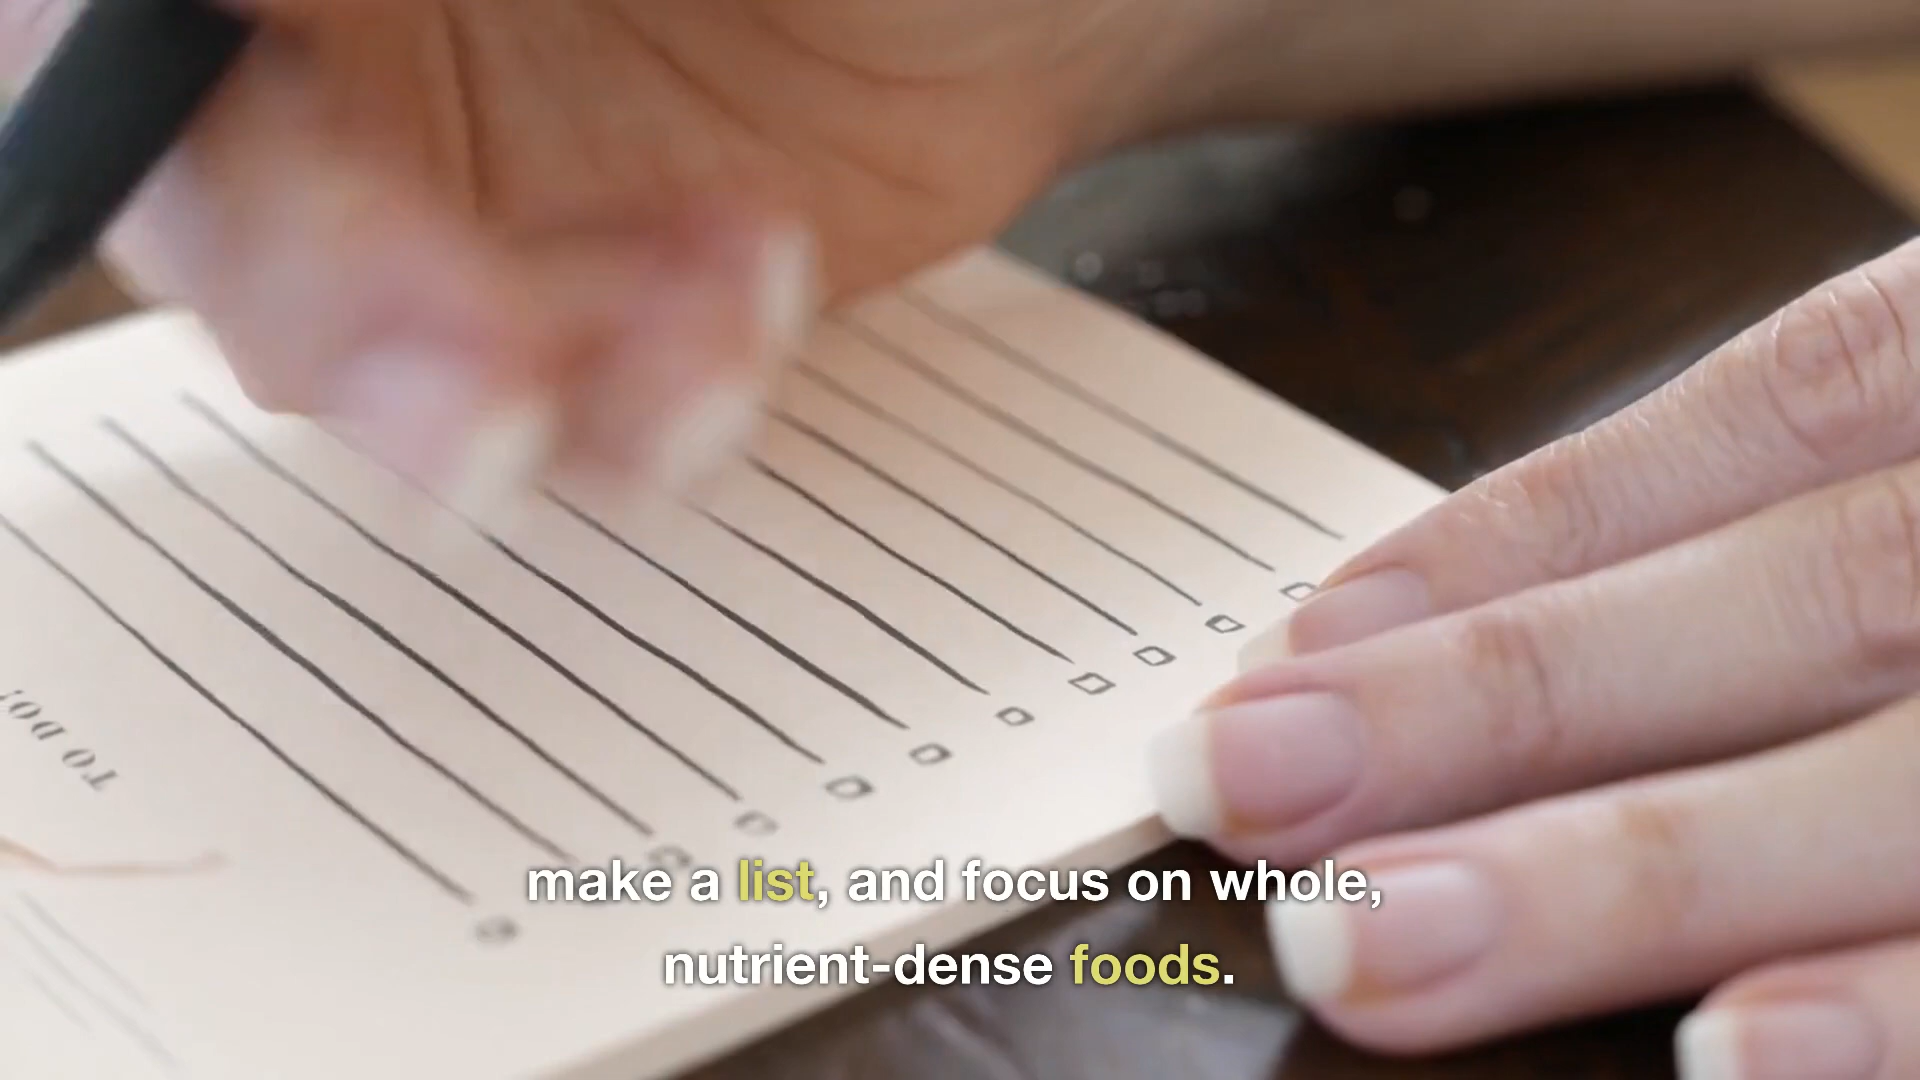 TO DO!
make a list, and focus on whole,
nutrient-dense foods.